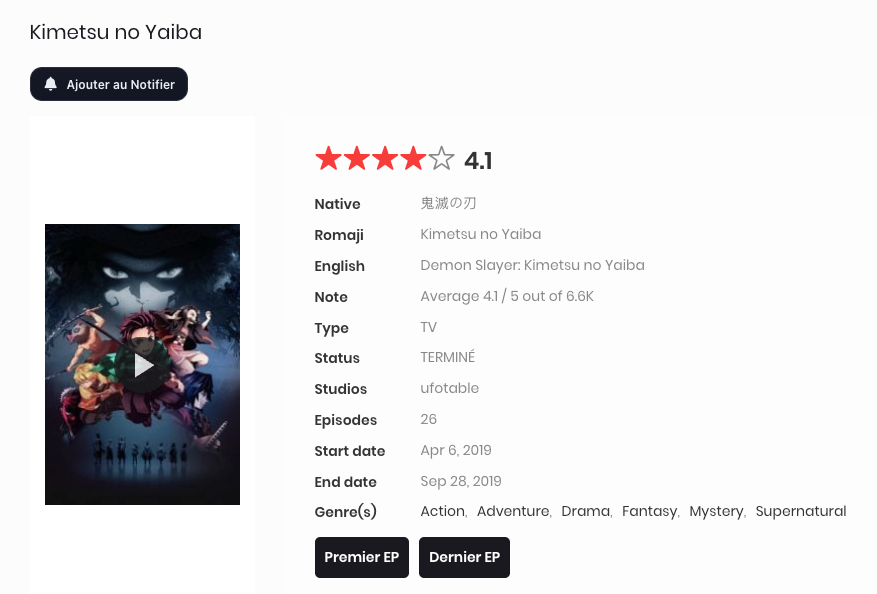 Kimetsu no Yaiba
Ajouter au Notifier
4.1
Native 鬼滅の刃
Romaji Kimetsu no Yaiba
English Demon Slayer: Kimetsu no Yaiba
Note Average 4.1 / 5 out of 6.6K
Type TV
Status TERMINÉ
Studios ufotable
Episodes 26
Start date Apr 6, 2019
End date Sep 28, 2019
Genre(s) Action, Adventure, Drama, Fantasy, Mystery, Supernatural
Premier EP Dernier EP